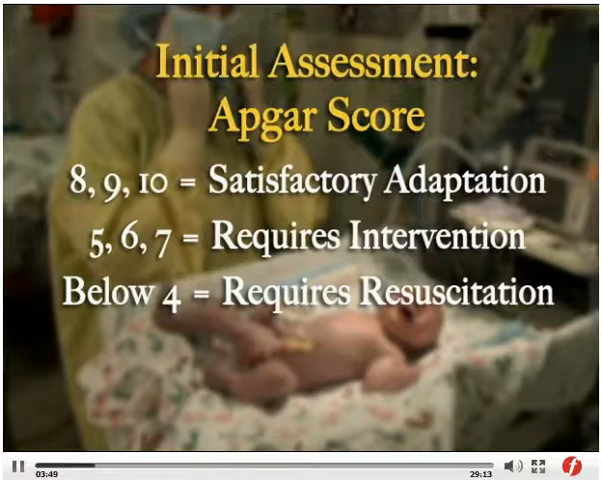 Initial Assessment:
Apgar Score
8, 9, 10 = Satisfactory Adaptation
5, 6, 7 = Requires Intervention
Below 4 = Requires Resuscitation
03:49
29:13
f